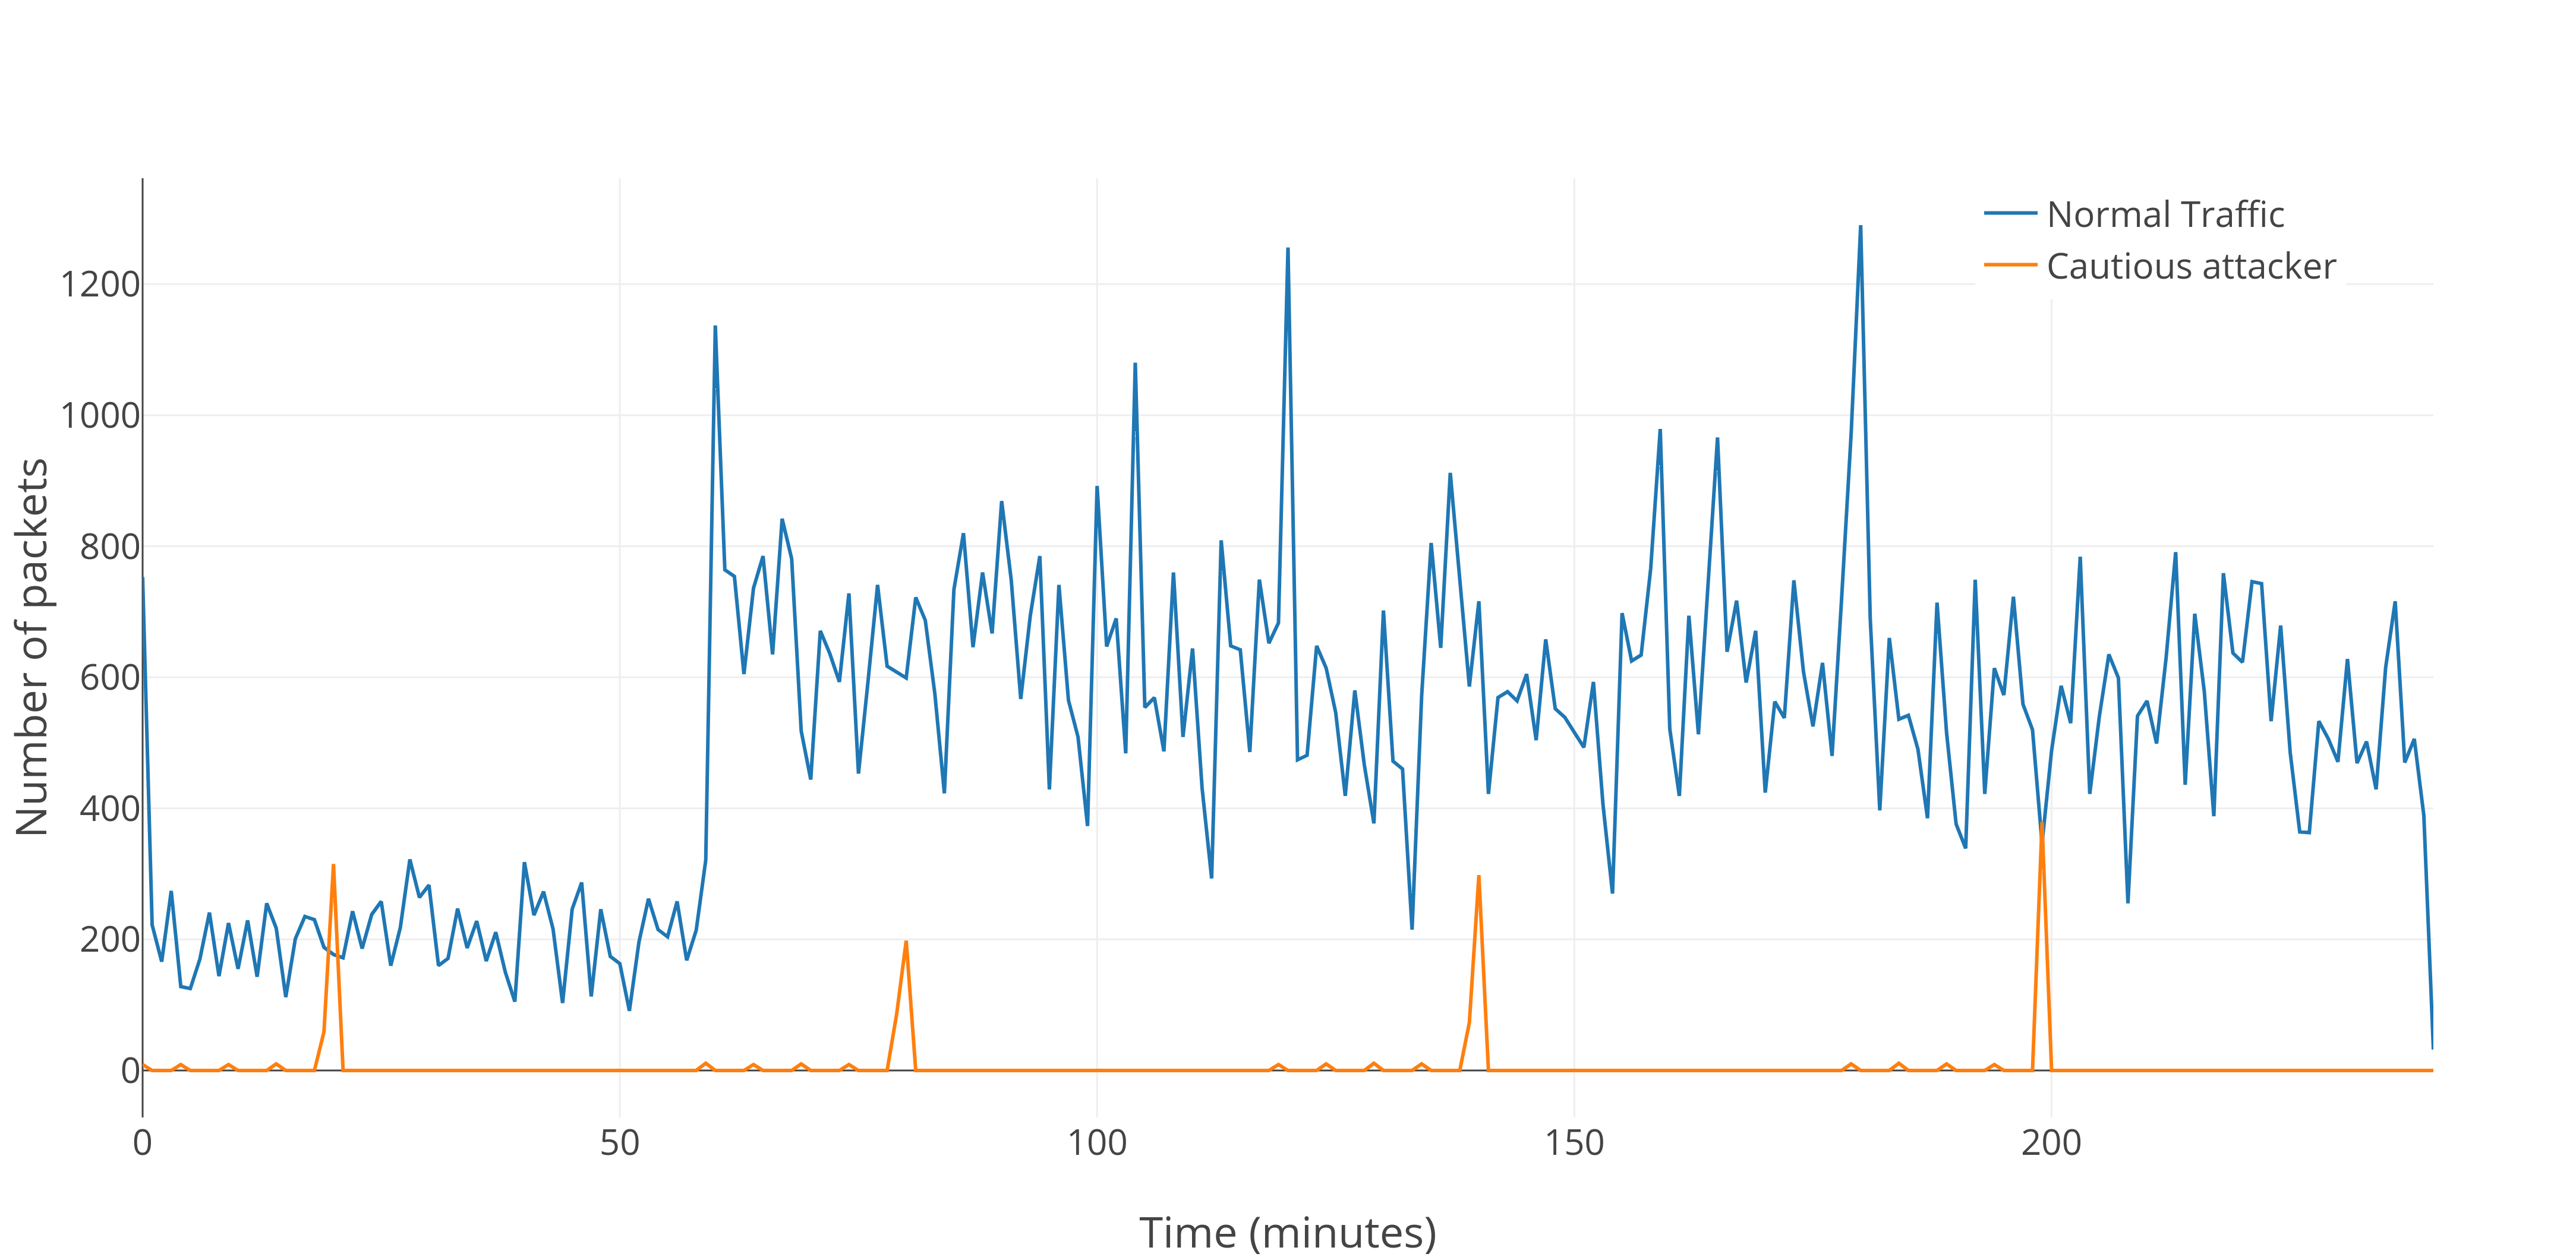 Normal Traffic
Cautious attacker
1200
1000
800
600
400
200
0
Number of packets
0 50 100 150 200
Time (minutes)